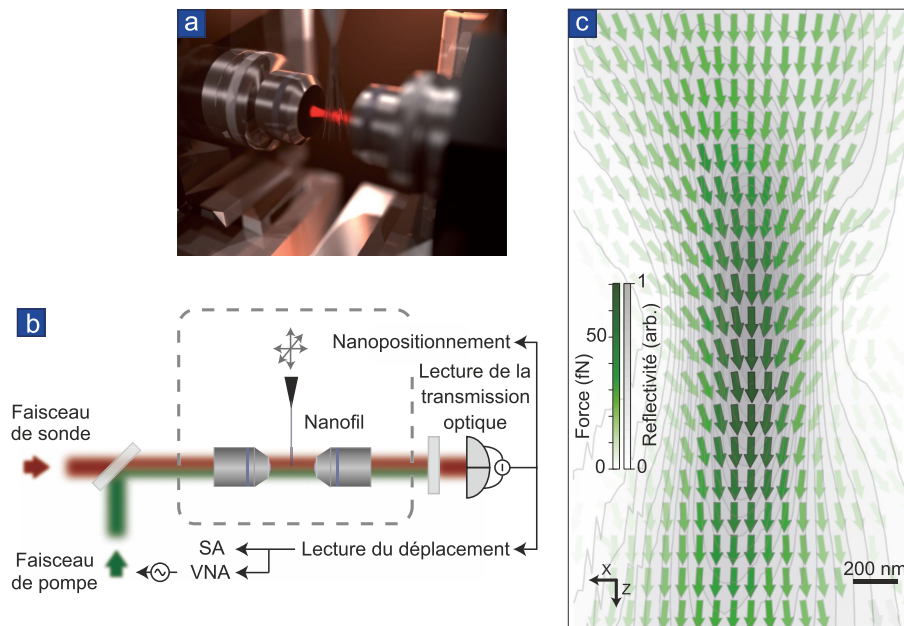 a
b
Nanopositionnement
Lecture de la
transmission
optique
Nanofil
Faisceau
de sonde
Faisceau
de pompe
SA
VNA
Lecture du déplacement
c
Force (fN)
50
0
Reflectivité (arb.)
1
0
x
z
200 nm